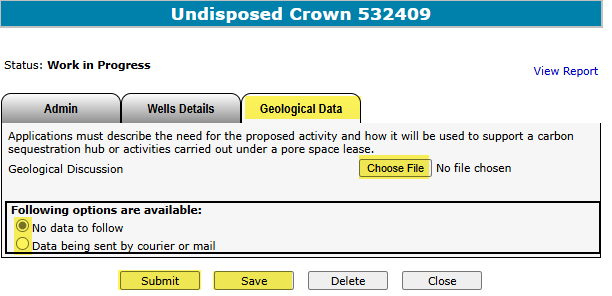 Undisposed Crown 532409
Status: Work in Progress
View Report
Admin Wells Details Geological Data
Applications must describe the need for the proposed activity and how it will be used to support a carbon
sequestration hub or activities carried out under a pore space lease.
Geological Discussion Choose File No file chosen
Following options are available:
No data to follow
Data being sent by courier or mail
Submit Save Delete Close